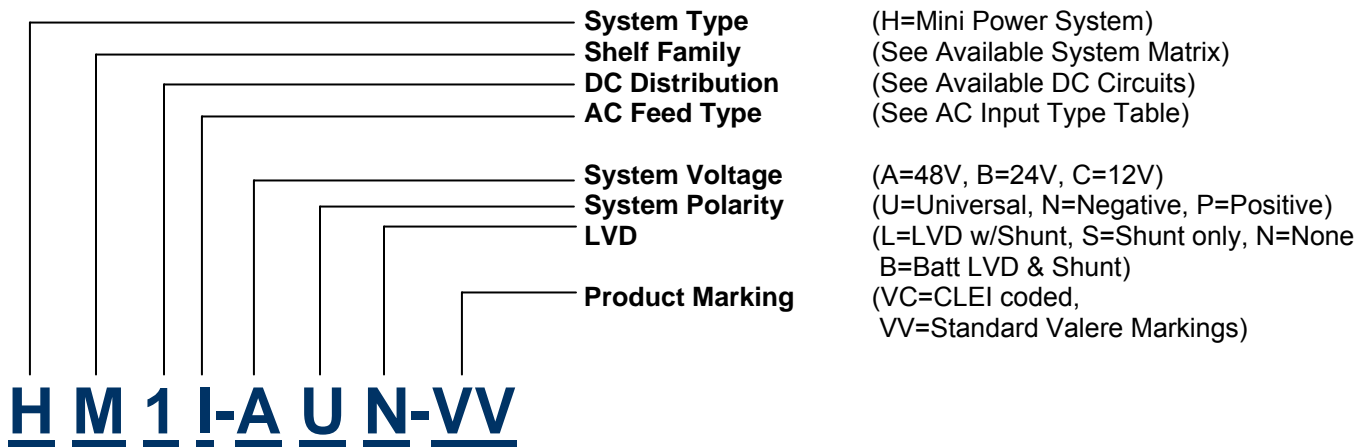 System Type (H=Mini Power System)
Shelf Family (See Available System Matrix)
DC Distribution (See Available DC Circuits)
AC Feed Type (See AC Input Type Table)
System Voltage (A=48V, B=24V, C=12V)
System Polarity (U=Universal, N=Negative, P=Positive)
LVD (L=LVD w/Shunt, S=Shunt only, N=None
B=Batt LVD & Shunt)
Product Marking (VC=CLEI coded,
VV=Standard Valere Markings)
H M 1 I-A U N-VV